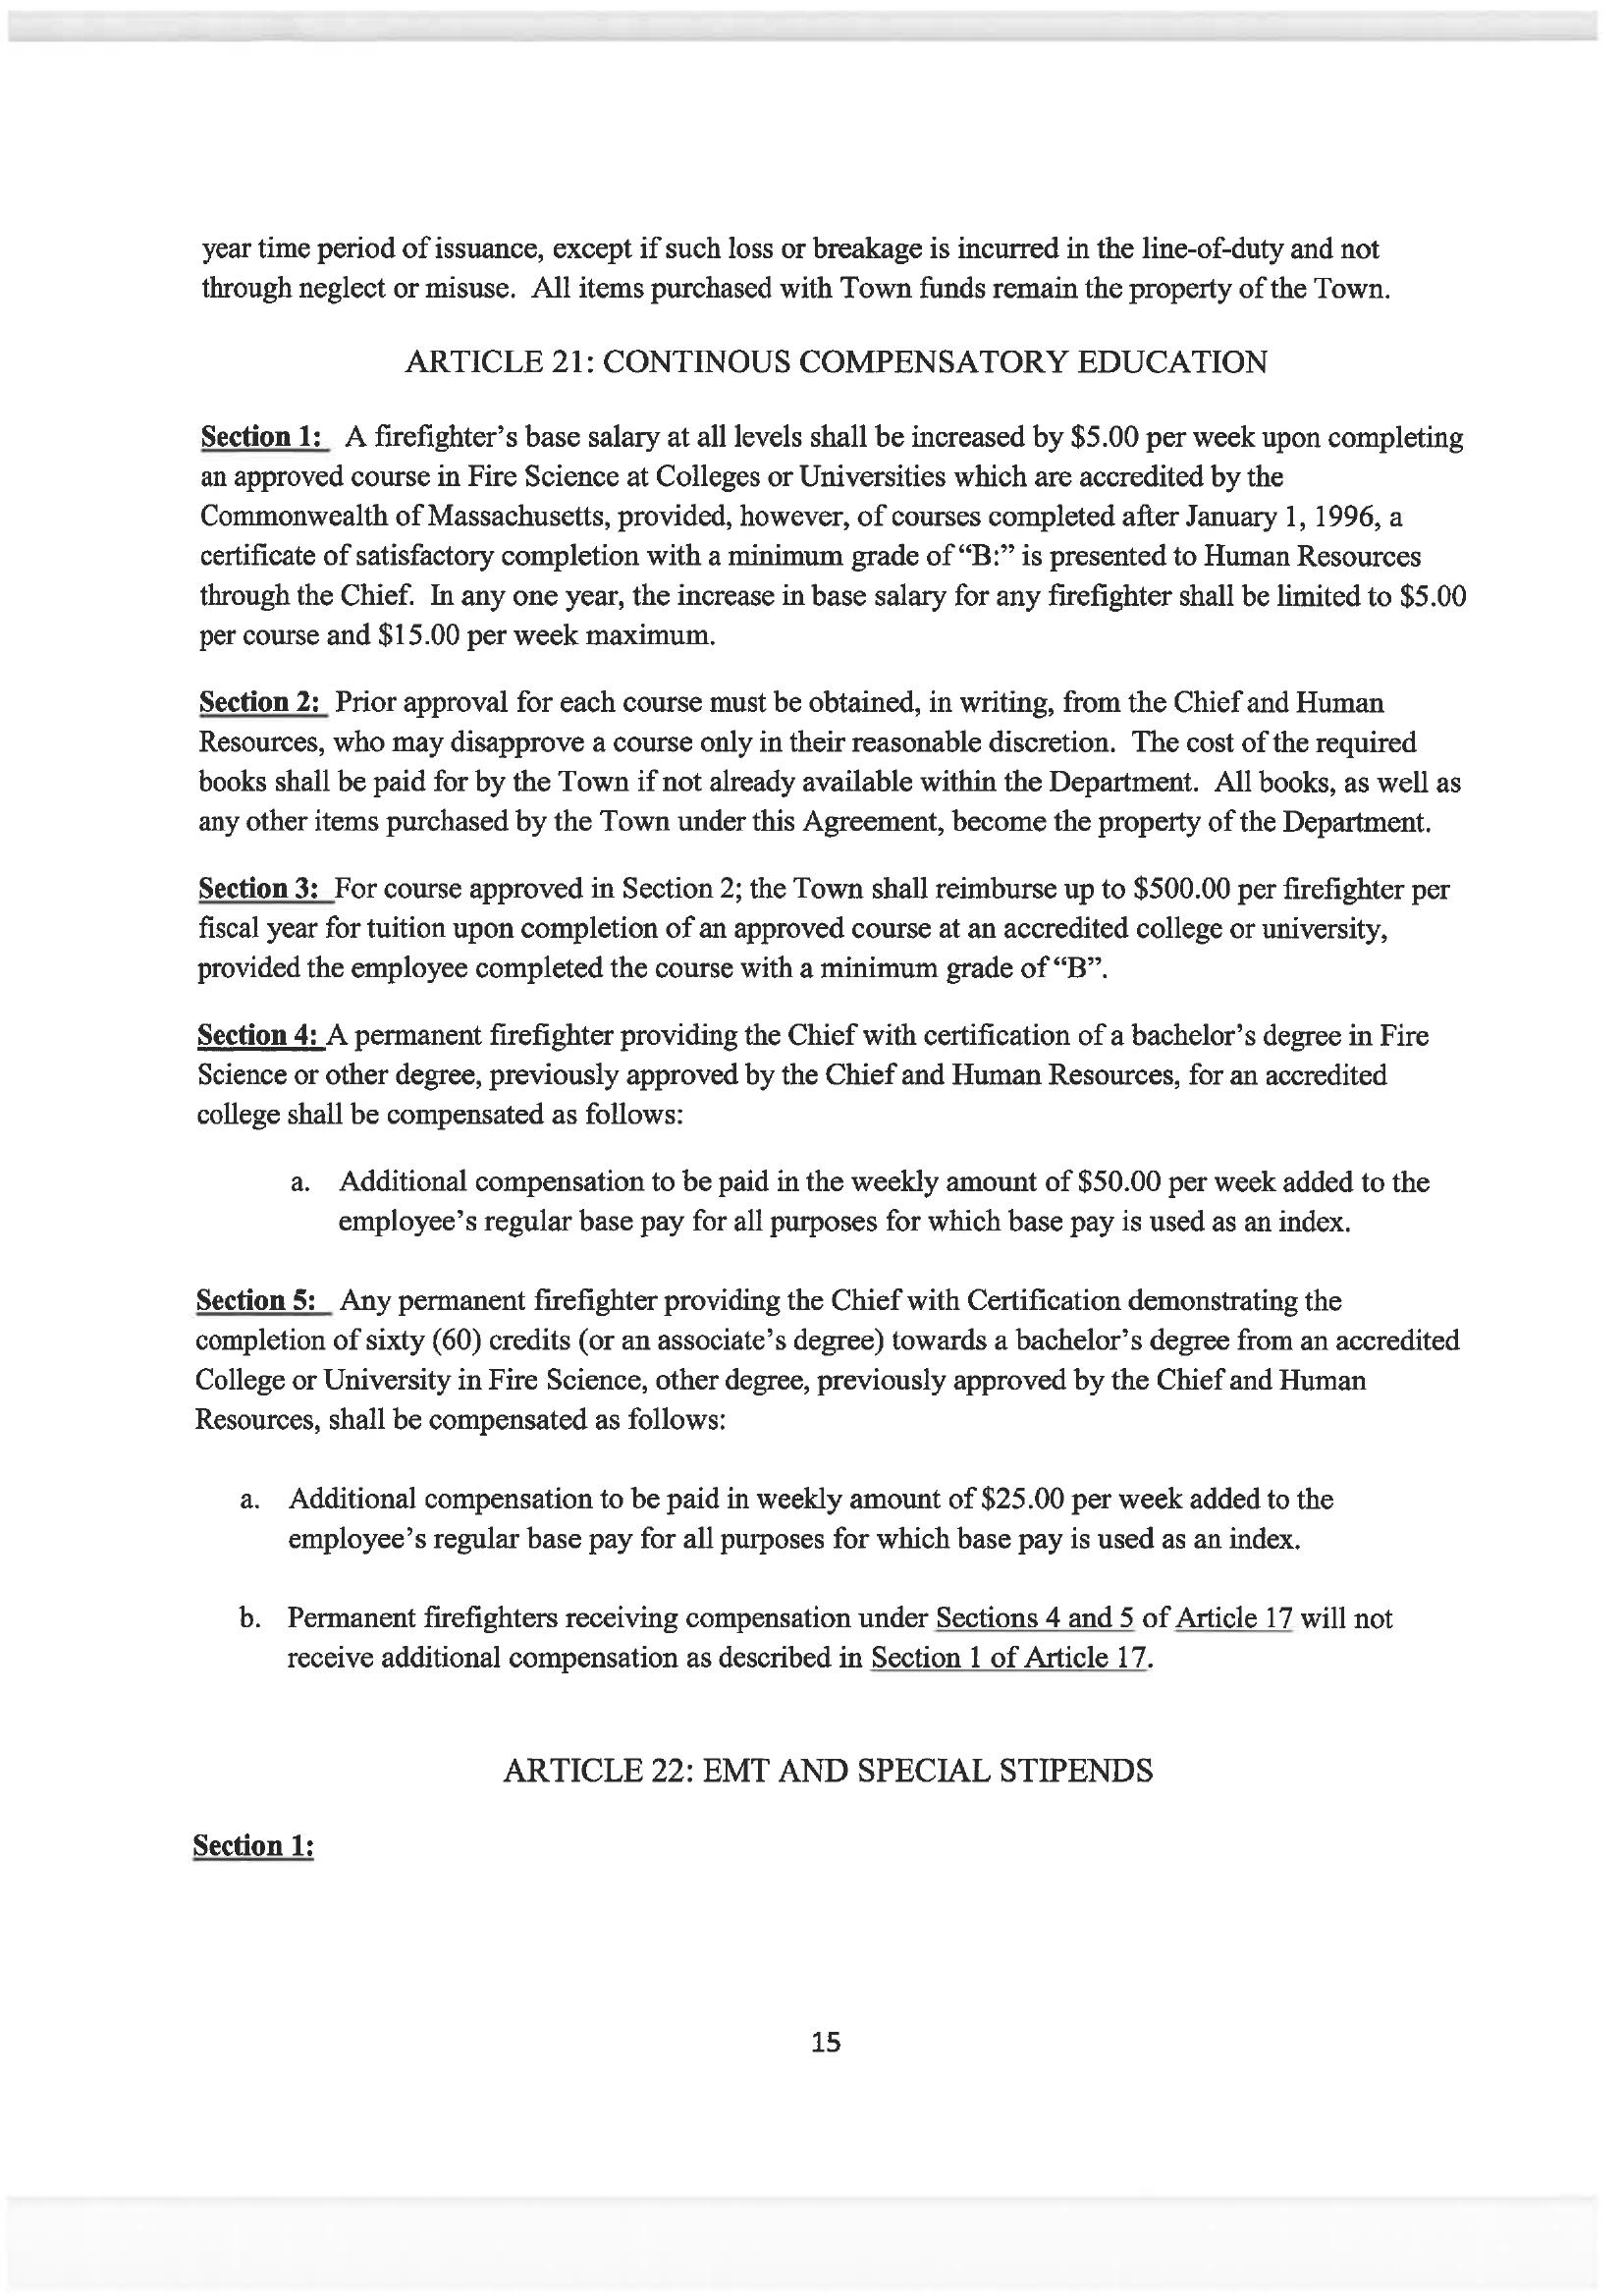 year time period of issuance, except if such loss or breakage is incurred in the line-of-duty and not
through neglect or misuse. All items purchased with Town funds remain the property of the Town.
ARTICLE 21: CONTINOUS COMPENSATORY EDUCATION
Section 1: A firefighter's base salary at all levels shall be increased by $5.00 per week upon completing
an approved course in Fire Science at Colleges or Universities which are accredited by the
Commonwealth of Massachusetts, provided, however, of courses completed after January 1, 1996, a
certificate of satisfactory completion with a minimum grade of “B:” is presented to Human Resources
through the Chief. In any one year, the increase in base salary for any firefighter shall be limited to $5.00
per course and $15.00 per week maximum.
Section 2: Prior approval for each course must be obtained, in writing, from the Chief and Human
Resources, who may disapprove a course only in their reasonable discretion. The cost of the required
books shall be paid for by the Town if not already available within the Department. All books, as well as
any other items purchased by the Town under this Agreement, become the property of the Department.
Section 3: For course approved in Section 2; the Town shall reimburse up to $500.00 per firefighter per
fiscal year for tuition upon completion of an approved course at an accredited college or university,
provided the employee completed the course with a minimum grade of “B”.
Section 4: A permanent firefighter providing the Chief with certification of a bachelor's degree in Fire
Science or other degree, previously approved by the Chief and Human Resources, for an accredited
college shall be compensated as follows:
a. Additional compensation to be paid in the weekly amount of $50.00 per week added to the
employee's regular base pay for all purposes for which base pay is used as an index.
Section 5: Any permanent firefighter providing the Chief with Certification demonstrating the
completion of sixty (60) credits (or an associate's degree) towards a bachelor's degree from an accredited
College or University in Fire Science, other degree, previously approved by the Chief and Human
Resources, shall be compensated as follows:
a. Additional compensation to be paid in weekly amount of $25.00 per week added to the
employee's regular base pay for all purposes for which base pay is used as an index.
b. Permanent firefighters receiving compensation under Sections 4 and 5 of Article 17 will not
receive additional compensation as described in Section 1 of Article 17.
ARTICLE 22: EMT AND SPECIAL STIPENDS
Section 1:
15